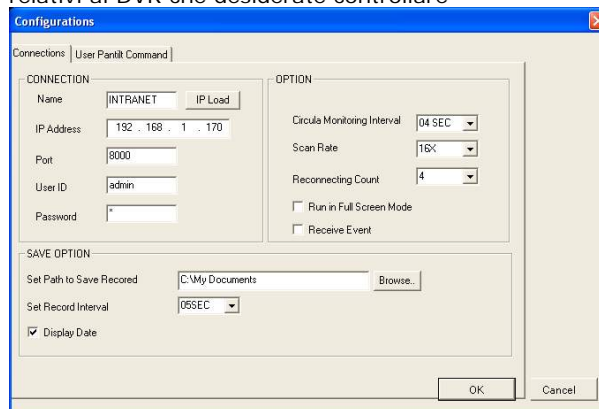 relativi al DVR che desiderate controllare
Configurations
Connections User Pantilt Command
CONNECTION
Name INTRANET IP Load
IP Address 192 . 168 . 1 . 170
Port 8000
User ID admin
Password *
OPTION
Circula Monitoring Interval 04 SEC
Scan Rate 16X
Reconnecting Count 4
Run in Full Screen Mode
Receive Event
SAVE OPTION
Set Path to Save Recored C:\My Documents Browse..
Set Record Interval 05SEC
Display Date
OK Cancel